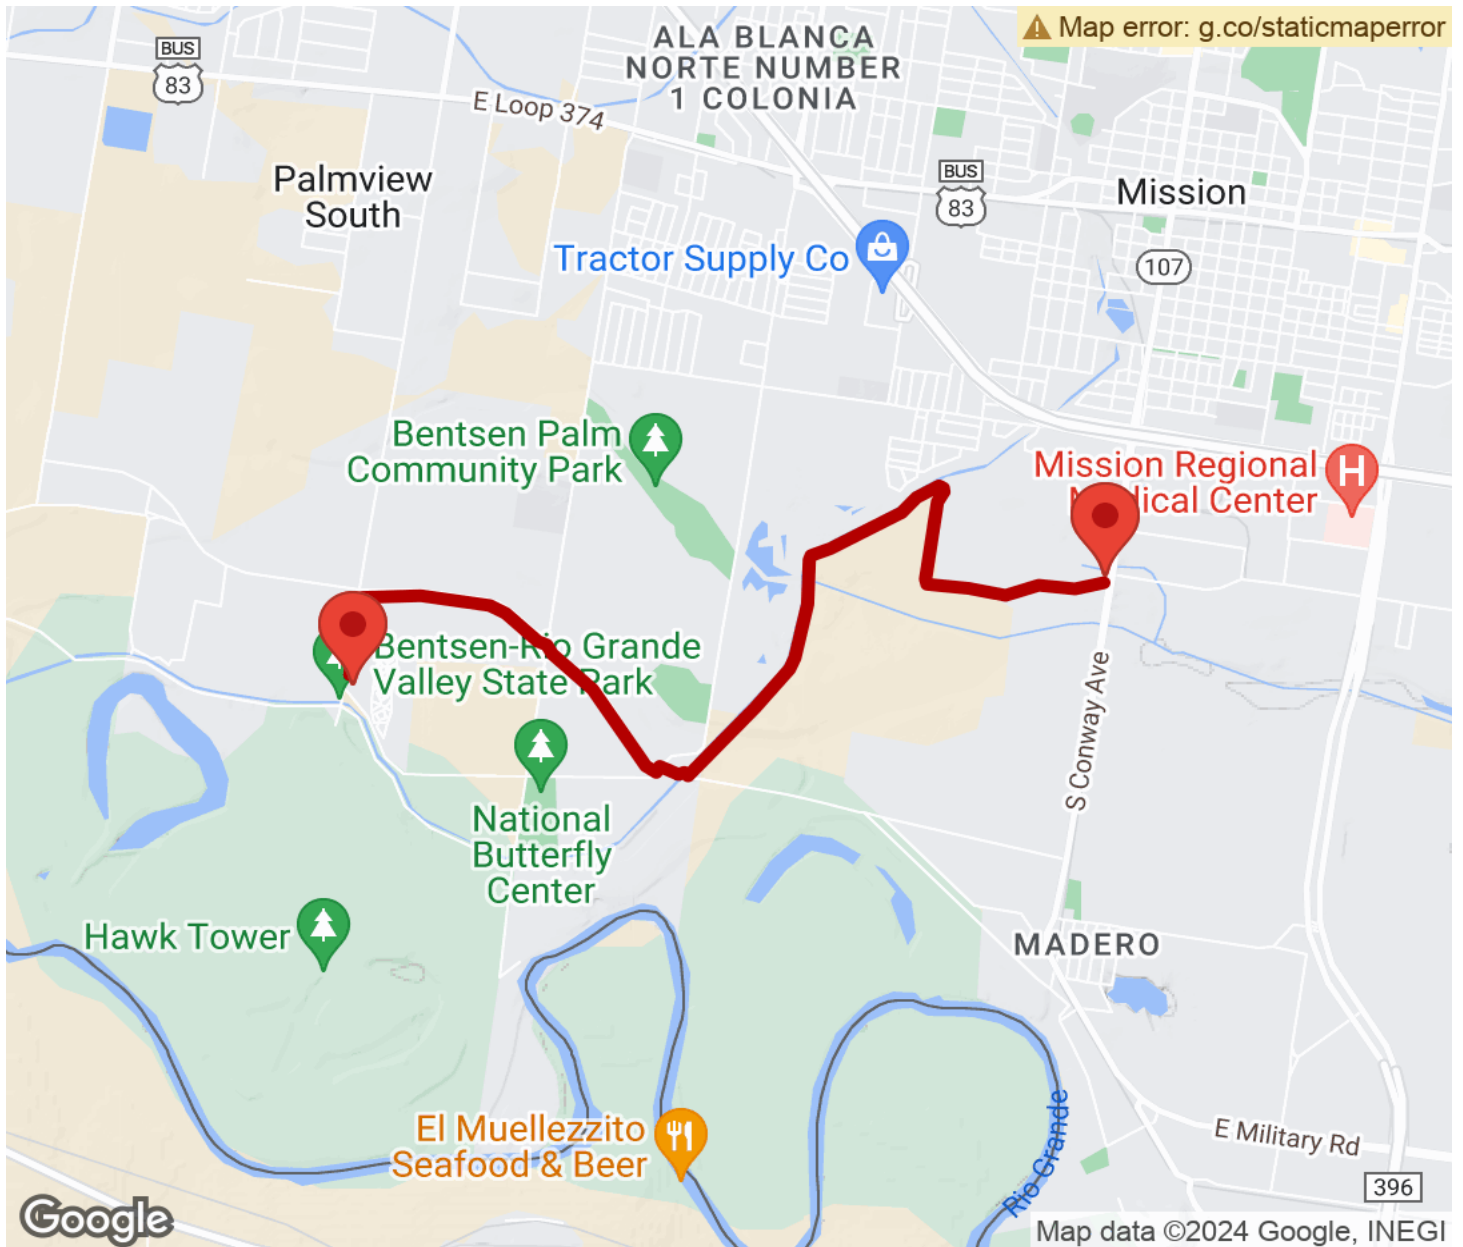 Map error: g.co/staticmaperror
BUS
83
ALA BLANCA
NORTE NUMBER
1 COLONIA
E Loop 374
Palmview
South
BUS
83
Mission
Tractor Supply Co
107
Bentsen Palm
Community Park
Mission Regional
Medical Center
H
Bentsen-Rio Grande
Valley State Park
S Conway Ave
National
Butterfly
Center
Hawk Tower
MADERO
El Muellezzito
Seafood & Beer
Rio Grande
E Military Rd
396
Google
Map data ©2024 Google, INEGI